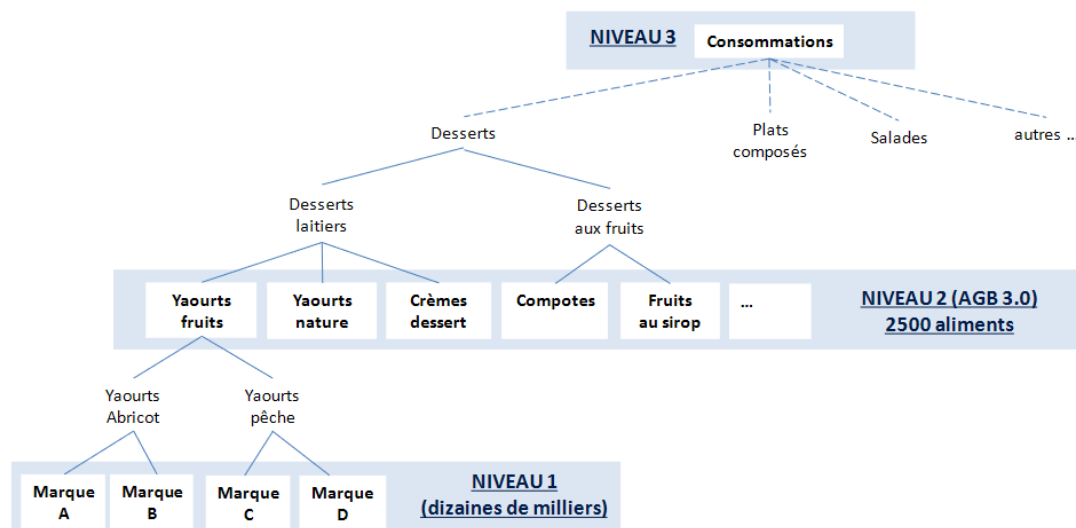 NIVEAU 3
Consommations
Desserts
Plats
composés
Salades
autres ...
Desserts
laitiers
Desserts
aux fruits
Yaourts
fruits
Yaourts
nature
Crèmes
dessert
Compotes
Fruits
au sirop
...
NIVEAU 2 (AGB 3.0)
2500 aliments
Yaourts
Abricot
Yaourts
pêche
Marque
A
Marque
B
Marque
C
Marque
D
NIVEAU 1
(dizaines de milliers)